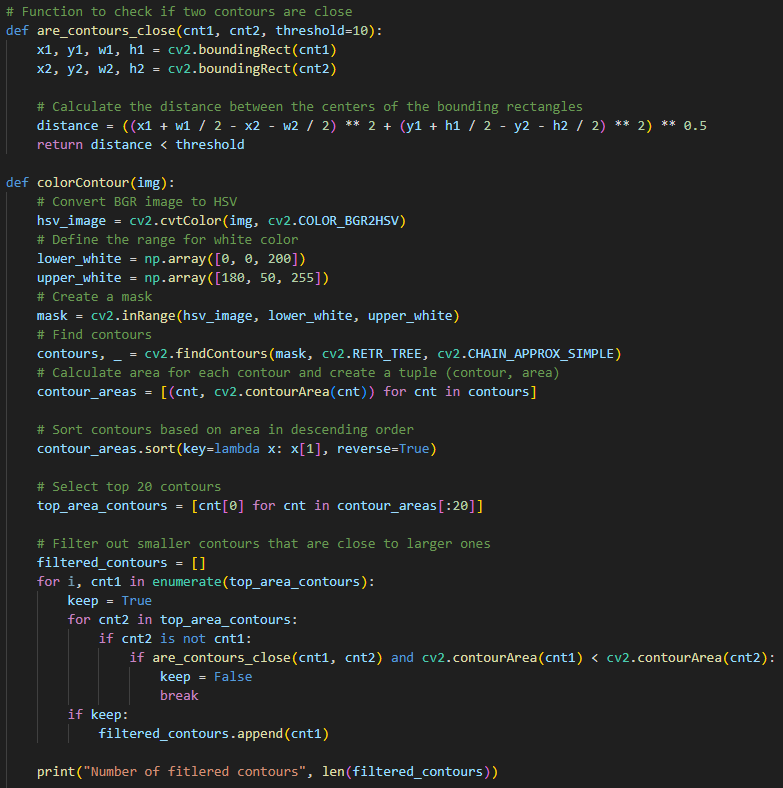 # Function to check if two contours are close
def are_contours_close(cnt1, cnt2, threshold=10):
    x1, y1, w1, h1 = cv2.boundingRect(cnt1)
    x2, y2, w2, h2 = cv2.boundingRect(cnt2)

    # Calculate the distance between the centers of the bounding rectangles
    distance = ((x1 + w1 / 2 - x2 - w2 / 2) ** 2 + (y1 + h1 / 2 - y2 - h2 / 2) ** 2) ** 0.5
    return distance < threshold

def colorContour(img):
    # Convert BGR image to HSV
    hsv_image = cv2.cvtColor(img, cv2.COLOR_BGR2HSV)
    # Define the range for white color
    lower_white = np.array([0, 0, 200])
    upper_white = np.array([180, 50, 255])
    # Create a mask
    mask = cv2.inRange(hsv_image, lower_white, upper_white)
    # Find contours
    contours, _ = cv2.findContours(mask, cv2.RETR_TREE, cv2.CHAIN_APPROX_SIMPLE)
    # Calculate area for each contour and create a tuple (contour, area)
    contour_areas = [(cnt, cv2.contourArea(cnt)) for cnt in contours]

    # Sort contours based on area in descending order
    contour_areas.sort(key=lambda x: x[1], reverse=True)

    # Select top 20 contours
    top_area_contours = [cnt[0] for cnt in contour_areas[:20]]

    # Filter out smaller contours that are close to larger ones
    filtered_contours = []
    for i, cnt1 in enumerate(top_area_contours):
        keep = True
        for cnt2 in top_area_contours:
            if cnt2 is not cnt1:
                if are_contours_close(cnt1, cnt2) and cv2.contourArea(cnt1) < cv2.contourArea(cnt2):
                    keep = False
                    break
        if keep:
            filtered_contours.append(cnt1)

    print("Number of fitlered contours", len(filtered_contours))